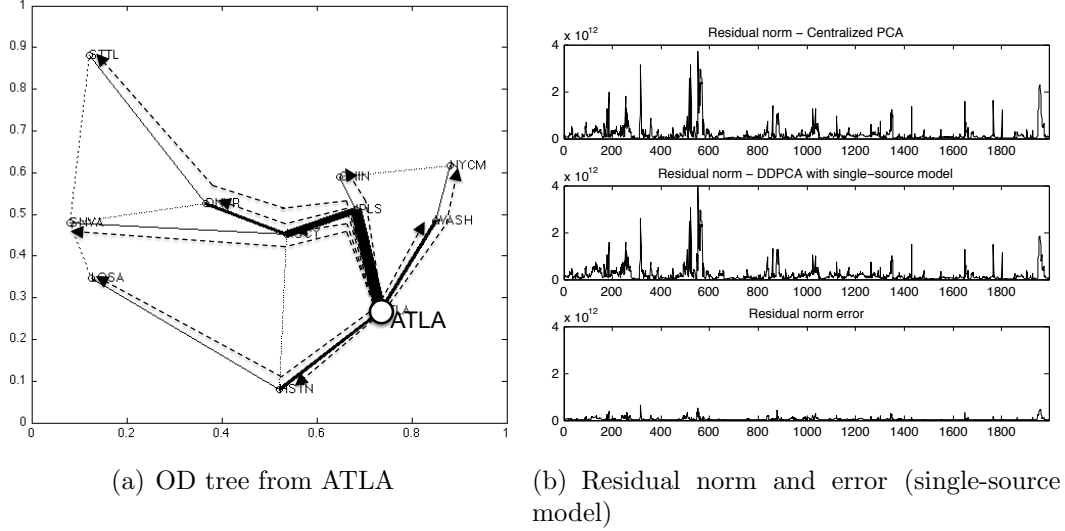 1
0.9
0.8
0.7
0.6
0.5
0.4
0.3
0.2
0.1
0
0 0.2 0.4 0.6 0.8 1
STTL
SNVA
LOSA
HSTN
WASH
NYCM
ATLA
(a) OD tree from ATLA
Residual norm − Centralized PCA
x 10^12
4
2
0
0 200 400 600 800 1000 1200 1400 1600 1800
Residual norm − DDPCA with single−source model
x 10^12
4
2
0
0 200 400 600 800 1000 1200 1400 1600 1800
Residual norm error
x 10^12
4
2
0
0 200 400 600 800 1000 1200 1400 1600 1800
(b) Residual norm and error (single-source
model)